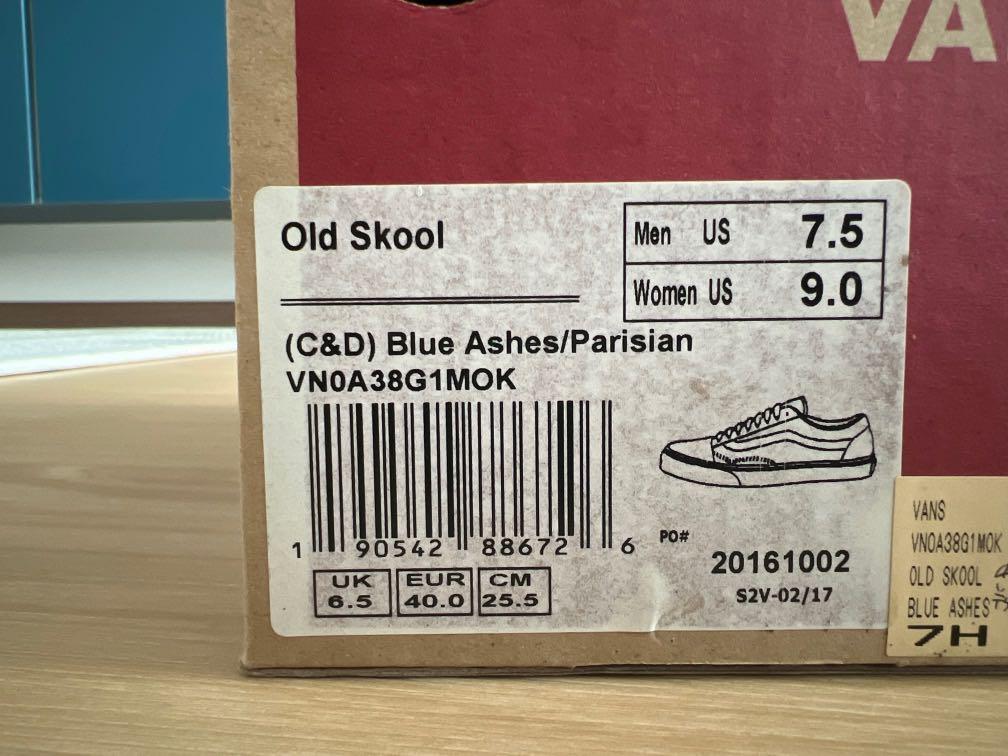 VA
Old Skool
Men US 7.5
Women US 9.0
(C&D) Blue Ashes/Parisian
VN0A38G1MOK
1 90542 88672 6
PO#
20161002
S2V-02/17
UK EUR CM
6.5 40.0 25.5
VANS
VN0A38G1MOK
OLD SKOOL
BLUE ASHES
7H